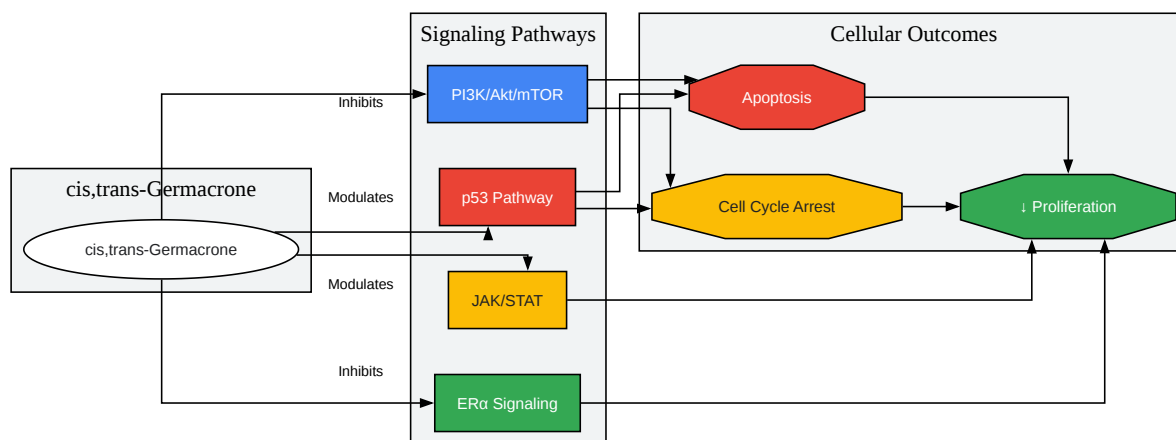 Signaling Pathways
Cellular Outcomes
PI3K/Akt/mTOR
Apoptosis
Inhibits
cis,trans-Germacrone
Modulates
p53 Pathway
Cell Cycle Arrest
↓ Proliferation
cis,trans-Germacrone
Modulates
JAK/STAT
Inhibits
ERα Signaling